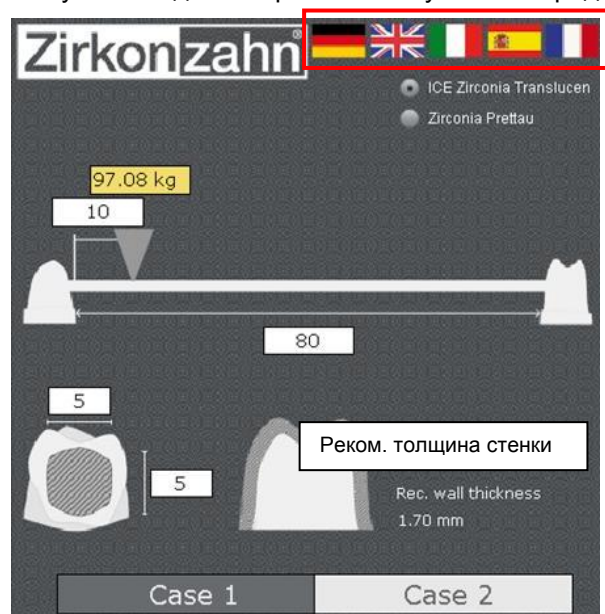 Zirkonzahn®
ICE Zirconia Translucen
Zirconia Prettau
97.08 kg
10
80
5
5
Реком. толщина стенки
Rec. wall thickness
1.70 mm
Case 1
Case 2